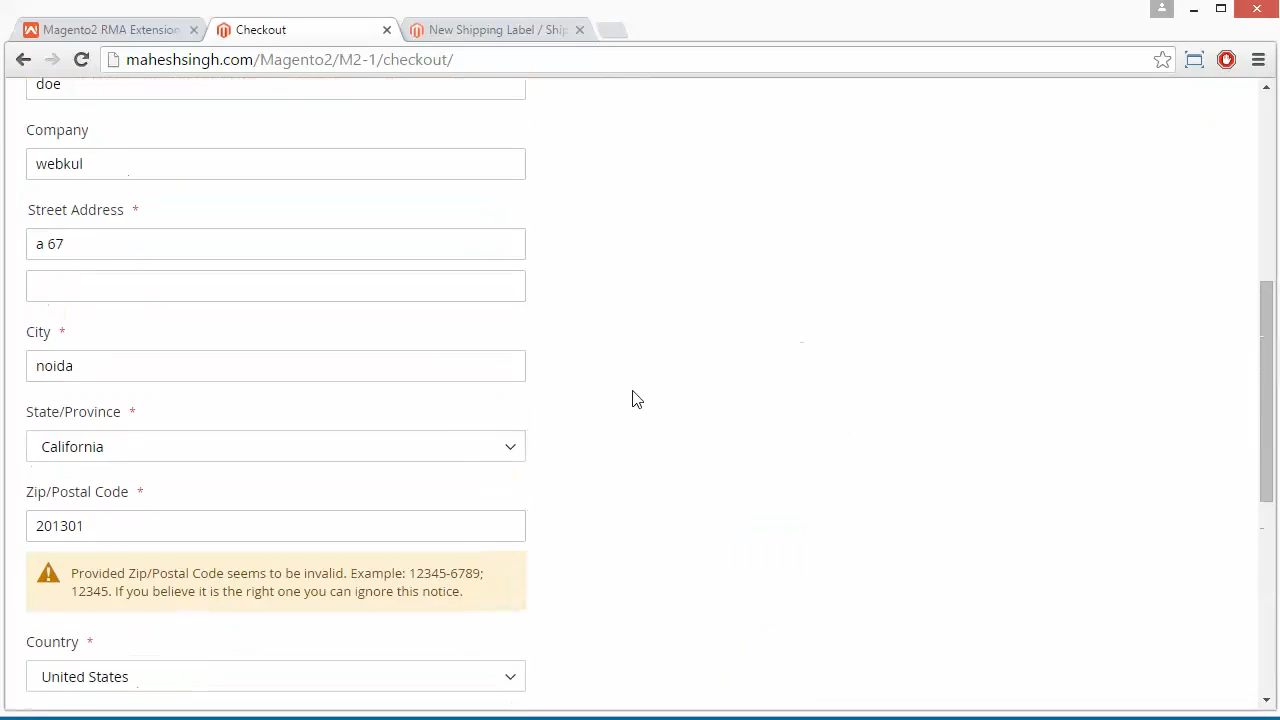 Magento2 RMA Extension
Checkout
New Shipping Label / Ship
maheshsingh.com/Magento2/M2-1/checkout/
doe
Company
webkul
Street Address *
a 67
City *
noida
State/Province *
California
Zip/Postal Code *
201301
Provided Zip/Postal Code seems to be invalid. Example: 12345-6789;
12345. If you believe it is the right one you can ignore this notice.
Country *
United States